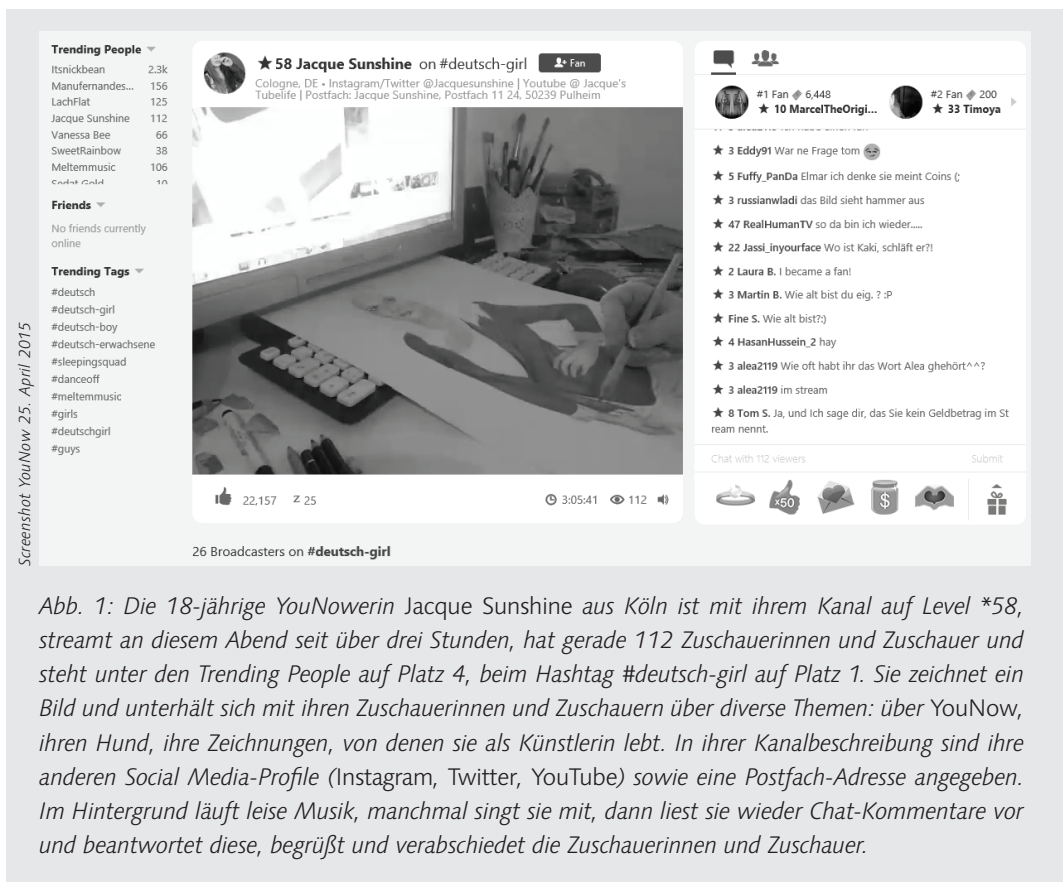 Trending People
Itsnickbean 2.3k
Manufernandes... 156
LachFlat 125
Jacque Sunshine 112
Vanessa Bee 66
SweetRainbow 38
Meltemmusic 106
Friends
No friends currently
online
Trending Tags
#deutsch
#deutsch-girl
#deutsch-boy
#deutsch-erwachsene
#sleepingsquad
#danceoff
#meltemmusic
#girls
#deutschgirl
#guys
★ 58 Jacque Sunshine on #deutsch-girl Fan
Cologne, DE • Instagram/Twitter @Jacquesunshine | Youtube @ Jacque's
Tubelife | Postfach: Jacque Sunshine, Postfach 11 24, 50239 Pulheim
22,157 z 25 3:05:41 112
26 Broadcasters on #deutsch-girl
#1 Fan 6,448
★ 10 MarcelTheOrigi...
#2 Fan 200
★ 33 Timoya
★ 3 Eddy91 War ne Frage tom
★ 5 Fuffy_PanDa Elmar ich denke sie meint Coins (;
★ 3 russianwladi das Bild sieht hammer aus
★ 47 RealHumanTV so da bin ich wieder.....
★ 22 Jassi_inyourface Wo ist Kaki, schläft er?!
★ 2 Laura B. I became a fan!
★ 3 Martin B. Wie alt bist du eig. ? :P
★ Fine S. Wie alt bist?:)
★ 4 HasanHussein_2 hay
★ 3 alea2119 Wie oft habt ihr das Wort Alea ghehört^^?
★ 3 alea2119 im stream
★ 8 Tom S. Ja, und Ich sage dir, das Sie kein Geldbetrag im St
ream nennt.
Chat with 112 viewers Submit
x50
$
Screenshot YouNow 25. April 2015
Abb. 1: Die 18-jährige YouNowerin Jacque Sunshine aus Köln ist mit ihrem Kanal auf Level *58,
streamt an diesem Abend seit über drei Stunden, hat gerade 112 Zuschauerinnen und Zuschauer und
steht unter den Trending People auf Platz 4, beim Hashtag #deutsch-girl auf Platz 1. Sie zeichnet ein
Bild und unterhält sich mit ihren Zuschauerinnen und Zuschauern über diverse Themen: über YouNow,
ihren Hund, ihre Zeichnungen, von denen sie als Künstlerin lebt. In ihrer Kanalbeschreibung sind ihre
anderen Social Media-Profile (Instagram, Twitter, YouTube) sowie eine Postfach-Adresse angegeben.
Im Hintergrund läuft leise Musik, manchmal singt sie mit, dann liest sie wieder Chat-Kommentare vor
und beantwortet diese, begrüßt und verabschiedet die Zuschauerinnen und Zuschauer.